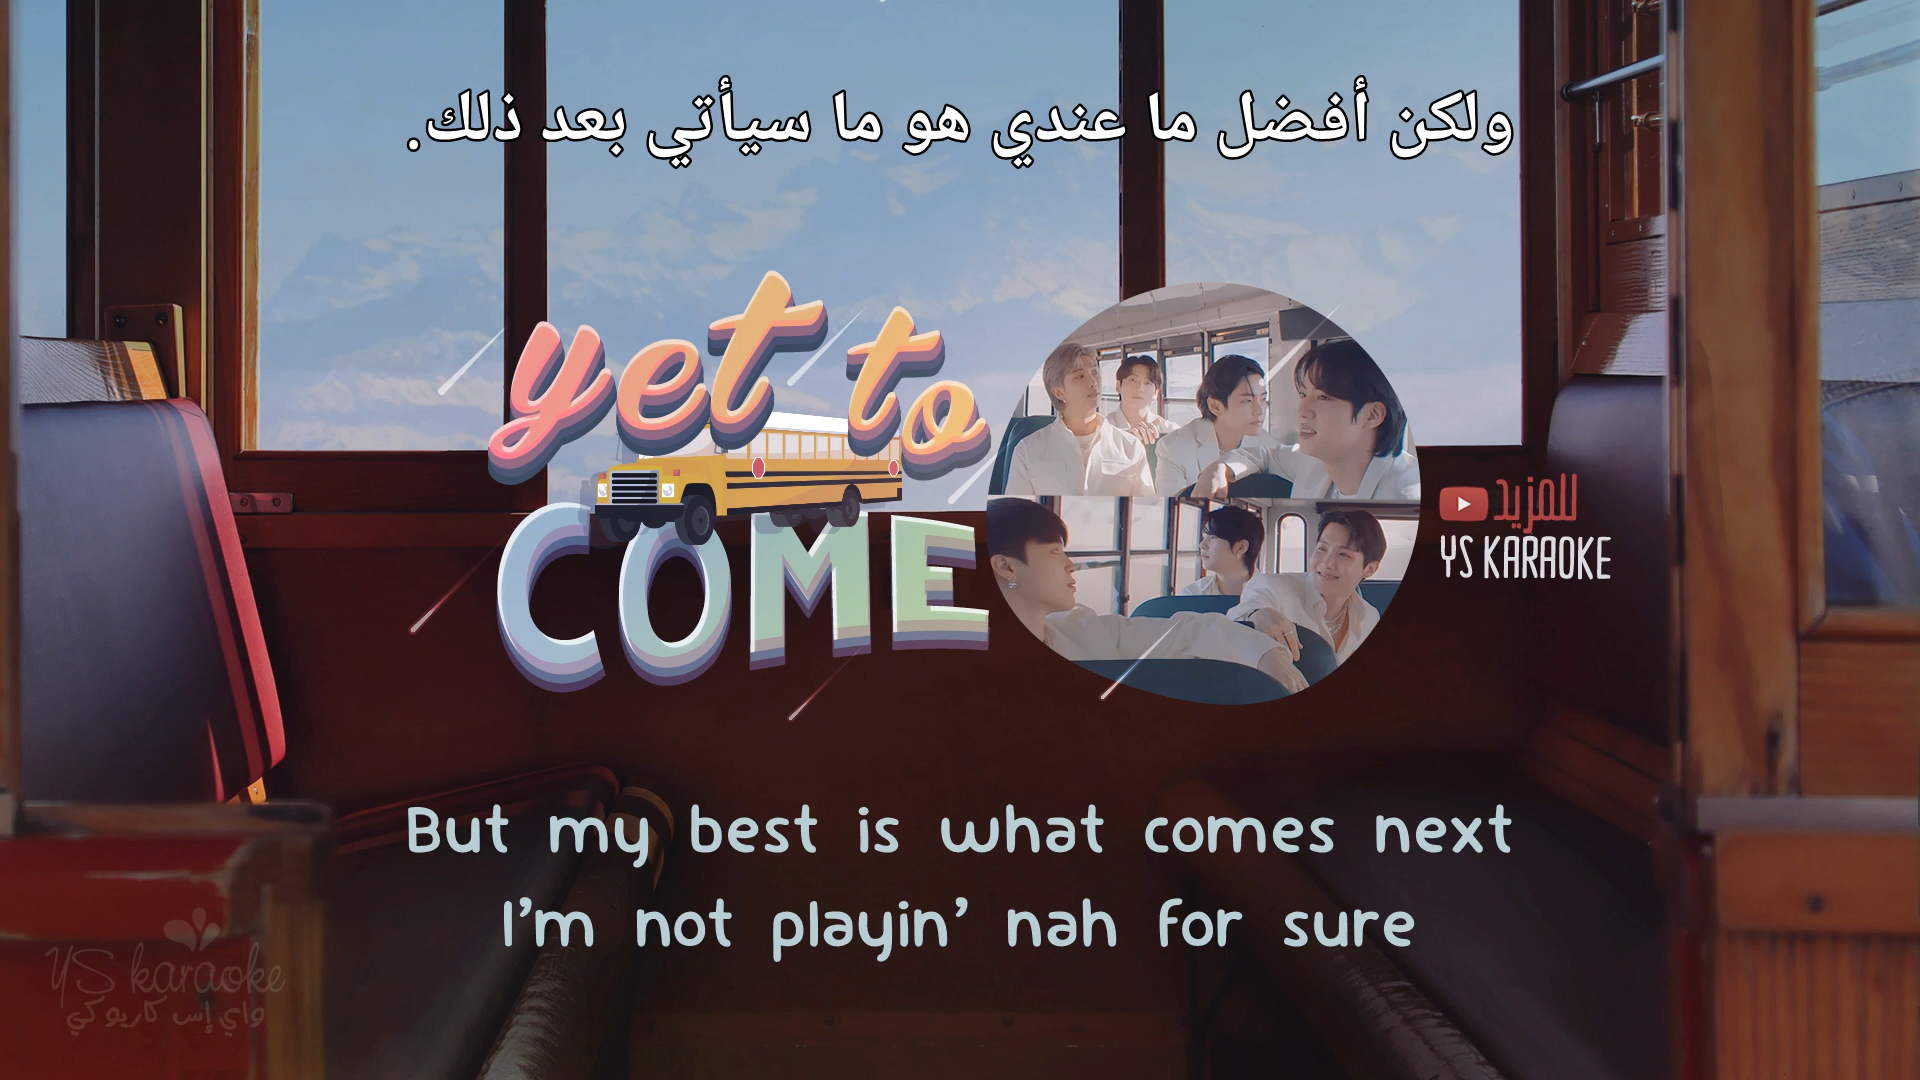 ولكن أفضل ما عندي هو ما سيأتي بعد ذلك.
yet to
COME
للمزيد
YS KARAOKE
But my best is what comes next
I'm not playin' nah for sure
YS karaoke
واي إس كاريوكي